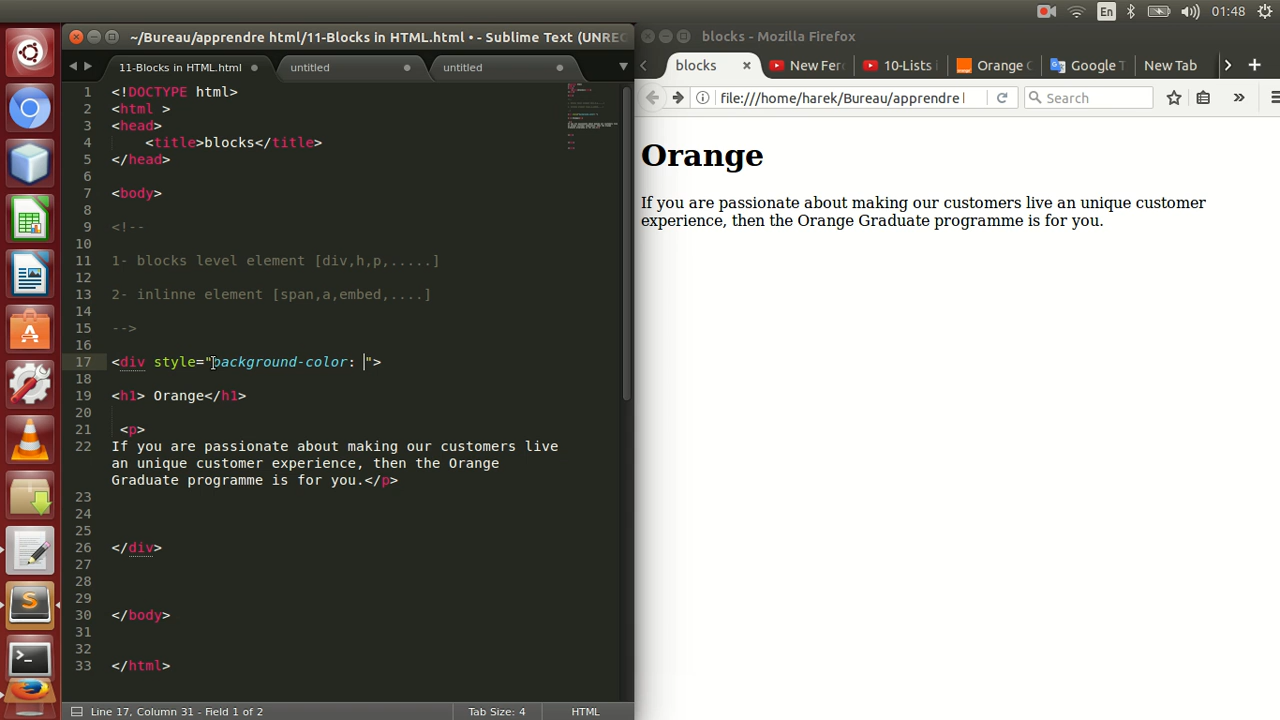 En
01:48
~/Bureau/apprendre html/11-Blocks in HTML.html • - Sublime Text (UNREC
11-Blocks in HTML.html
untitled
untitled
1 <!DOCTYPE html>
2 <html >
3 <head>
4 <title>blocks</title>
5 </head>
6
7 <body>
8
9 <!--
10
11 1- blocks level element [div,h,p,.....]
12
13 2- inlinne element [span,a,embed,....]
14
15 -->
16
17 <div style="background-color: ">
18
19 <h1> Orange</h1>
20
21 <p>
22 If you are passionate about making our customers live
an unique customer experience, then the Orange
Graduate programme is for you.</p>
23
24
25
26 </div>
27
28
29
30 </body>
31
32
33 </html>
Line 17, Column 31 - Field 1 of 2
Tab Size: 4
HTML
blocks - Mozilla Firefox
blocks
New Fer
10-Lists i
Orange G
Google T
New Tab
file:///home/harek/Bureau/apprendre
Search
Orange
If you are passionate about making our customers live an unique customer
experience, then the Orange Graduate programme is for you.